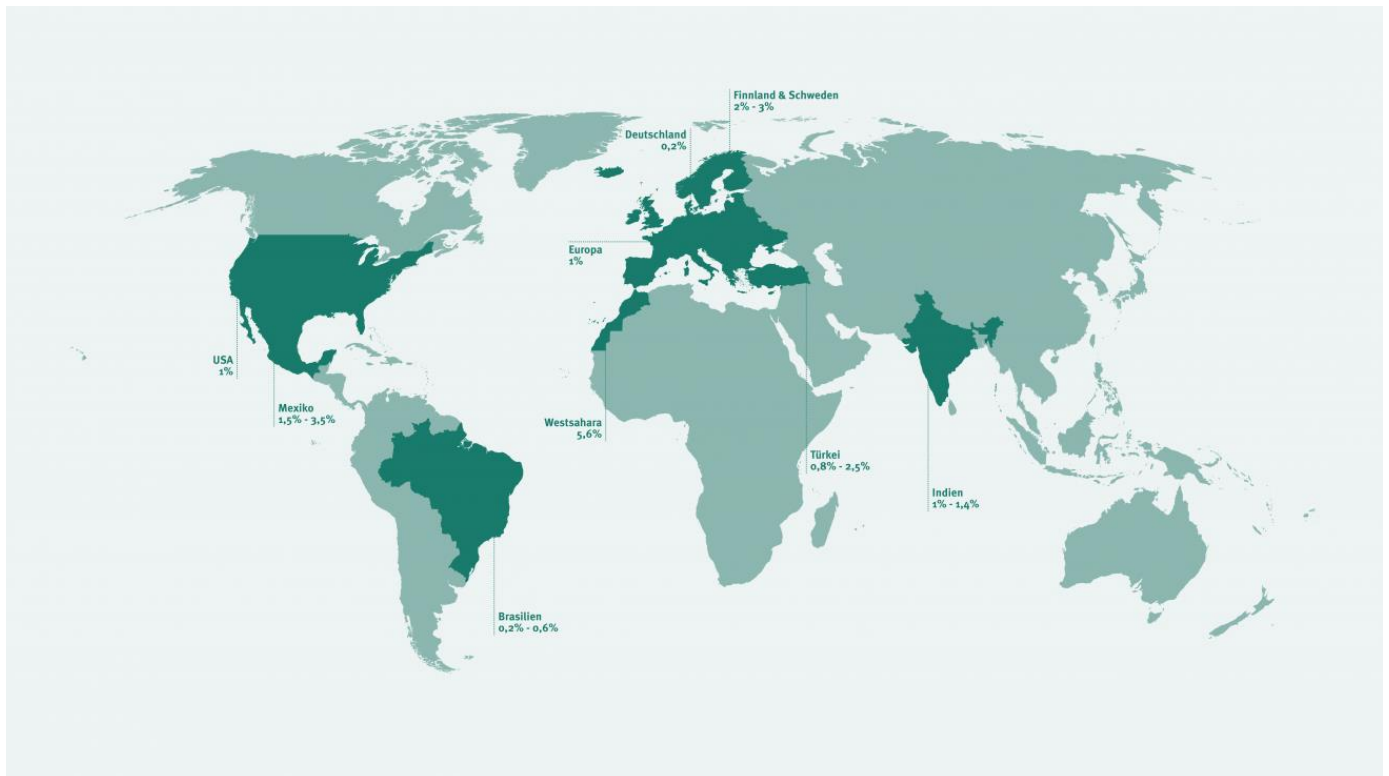 Finnland & Schweden
2% - 3%
Deutschland
0,2%
Europa
1%
USA
1%
Mexiko
1,5% - 3,5%
Westsahara
5,6%
Türkei
0,8% - 2,5%
Indien
1% - 1,4%
Brasilien
0,2% - 0,6%